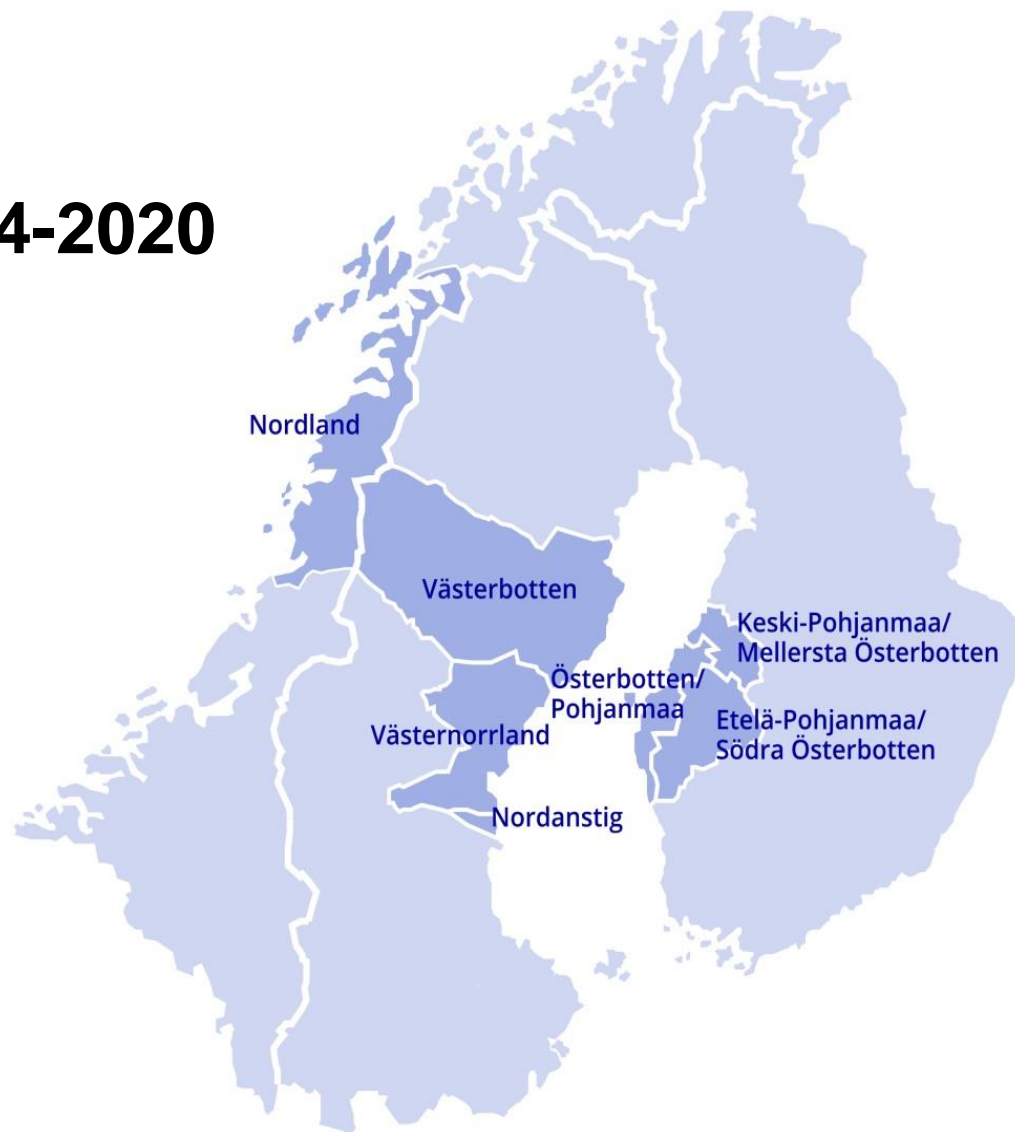 4-2020
Nordland
Västerbotten
Keski-Pohjanmaa/
Mellersta Österbotten
Österbotten/
Pohjanmaa
Etelä-Pohjanmaa/
Södra Österbotten
Västernorrland
Nordanstig